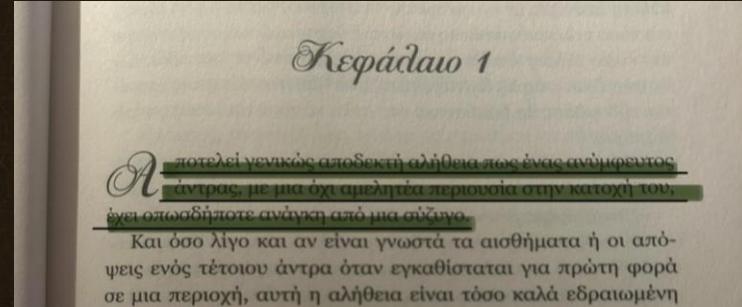 Κεφάλαιο 1
Αποτελεί γενικώς αποδεκτή αλήθεια πως ένας ανύμφευτος
άντρας, με μια όχι αμελητέα περιουσία στην κατοχή του,
έχει οπωσδήποτε ανάγκη από μια σύζυγο.
Και όσο λίγο και αν είναι γνωστά τα αισθήματα ή οι από-
ψεις ενός τέτοιου άντρα όταν εγκαθίσταται για πρώτη φορά
σε μια περιοχή, αυτή η αλήθεια είναι τόσο καλά εδραιωμένη